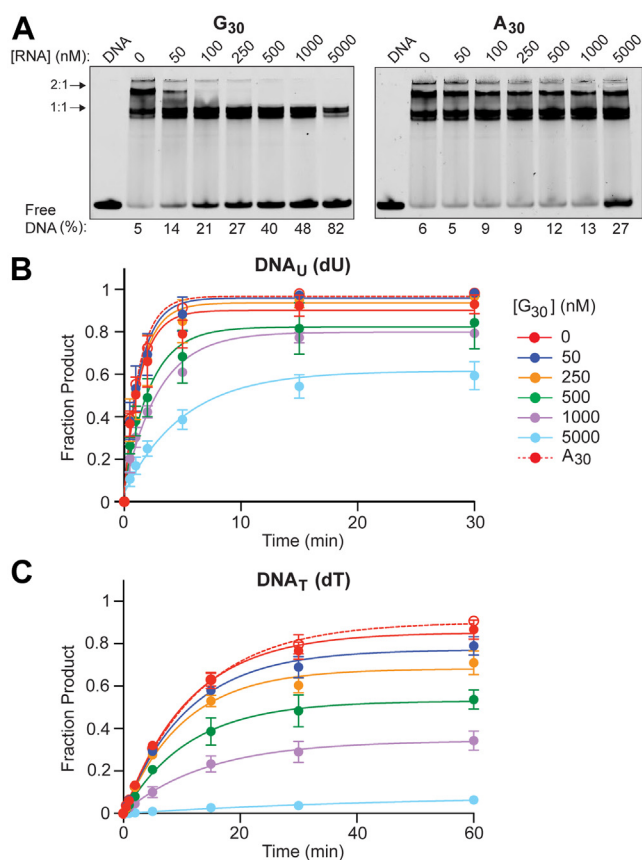 A
G30
A30
[RNA] (nM):
DNA 0 50 100 250 500 1000 5000
DNA 0 50 100 250 500 1000 5000
2:1
1:1
Free
DNA (%): 5 14 21 27 40 48 82
6 5 9 9 12 13 27
B
DNAU (dU)
Fraction Product
1
0.8
0.6
0.4
0.2
0
0 10 20 30
Time (min)
[G30] (nM)
0
50
250
500
1000
5000
A30
C
DNAT (dT)
Fraction Product
1
0.8
0.6
0.4
0.2
0
0 20 40 60
Time (min)